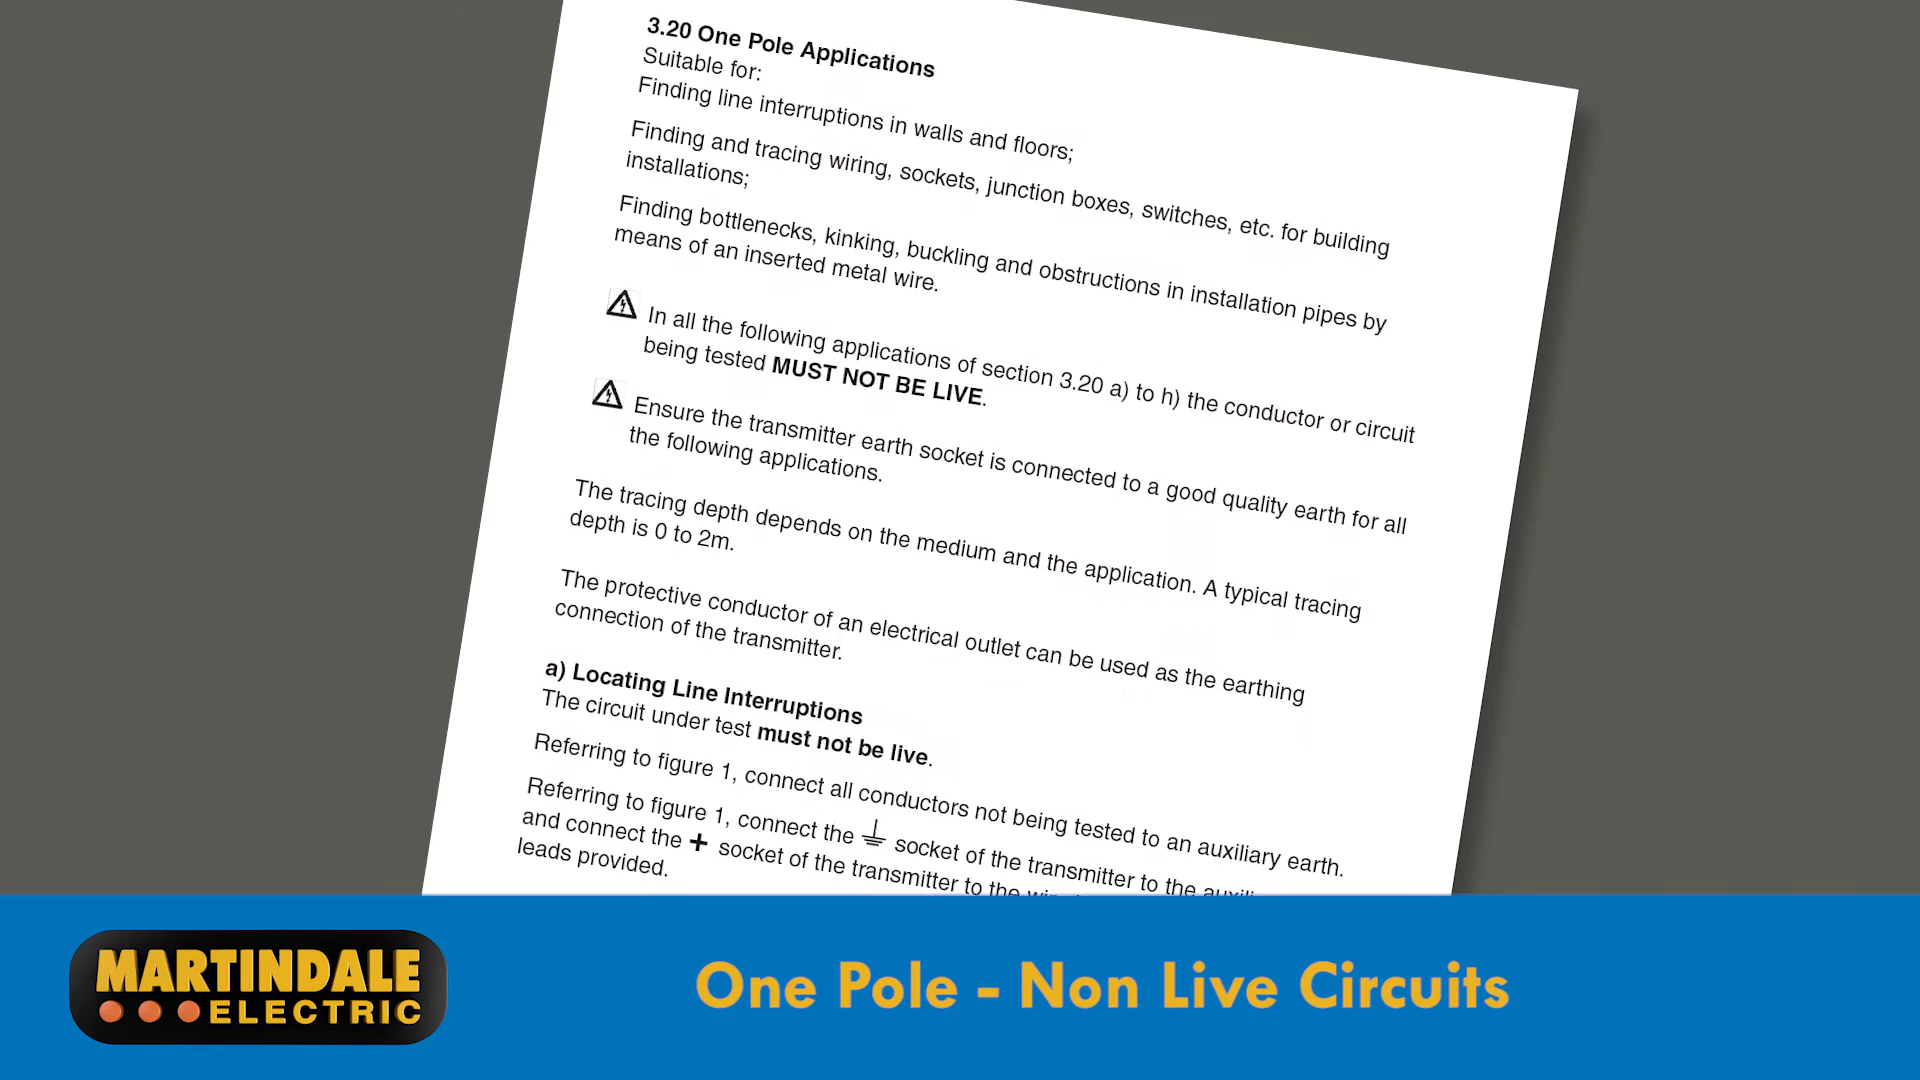 3.20 One Pole Applications
Suitable for:
Finding line interruptions in walls and floors;
Finding and tracing wiring, sockets, junction boxes, switches, etc. for building
installations;
Finding bottlenecks, kinking, buckling and obstructions in installation pipes by
means of an inserted metal wire.
In all the following applications of section 3.20 a) to h) the conductor or circuit
being tested MUST NOT BE LIVE.
Ensure the transmitter earth socket is connected to a good quality earth for all
the following applications.
The tracing depth depends on the medium and the application. A typical tracing
depth is 0 to 2m.
The protective conductor of an electrical outlet can be used as the earthing
connection of the transmitter.
a) Locating Line Interruptions
The circuit under test must not be live.
Referring to figure 1, connect all conductors not being tested to an auxiliary earth.
Referring to figure 1, connect the ⏚ socket of the transmitter to the
and connect the + socket of the transmitter to the
leads provided.
MARTINDALE
ELECTRIC
One Pole - Non Live Circuits